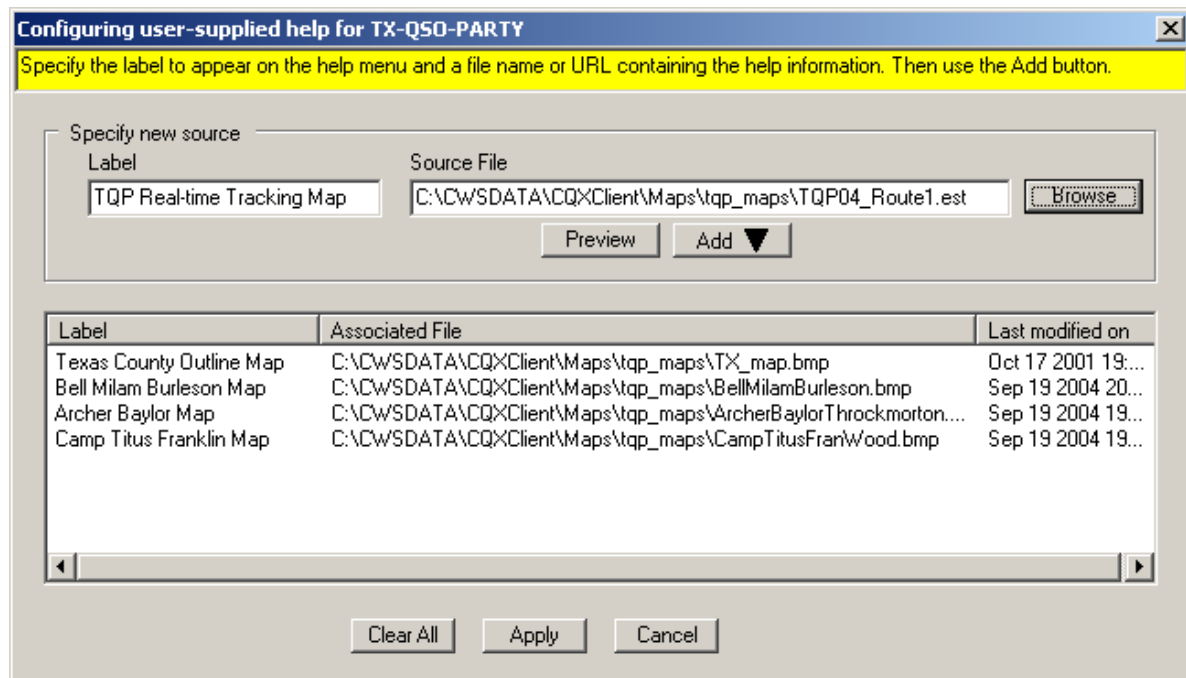 Configuring user-supplied help for TX-QSO-PARTY
Specify the label to appear on the help menu and a file name or URL containing the help information. Then use the Add button.
Specify new source
Label Source File
TQP Real-time Tracking Map C:\CWSDATA\CQXClient\Maps\tqp_maps\TQP04_Route1.est Browse
Preview Add
Label Associated File Last modified on
Texas County Outline Map C:\CWSDATA\CQXClient\Maps\tqp_maps\TX_map.bmp Oct 17 2001 19:...
Bell Milam Burleson Map C:\CWSDATA\CQXClient\Maps\tqp_maps\BellMilamBurleson.bmp Sep 19 2004 20...
Archer Baylor Map C:\CWSDATA\CQXClient\Maps\tqp_maps\ArcherBaylorThrockmorton.... Sep 19 2004 19...
Camp Titus Franklin Map C:\CWSDATA\CQXClient\Maps\tqp_maps\CampTitusFranWood.bmp Sep 19 2004 19...
Clear All Apply Cancel